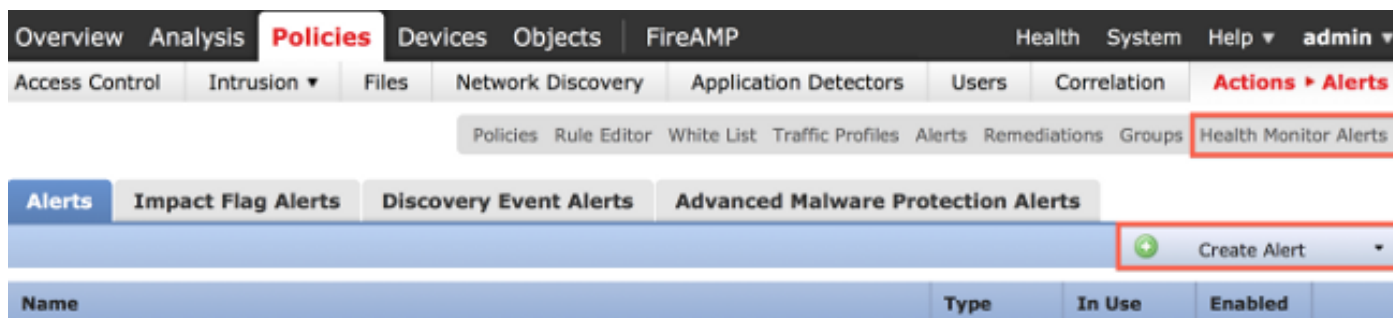 Overview Analysis Policies Devices Objects FireAMP Health System Help ▾ admin ▾
Access Control Intrusion ▾ Files Network Discovery Application Detectors Users Correlation Actions ▸ Alerts
Policies Rule Editor White List Traffic Profiles Alerts Remediations Groups Health Monitor Alerts
Alerts Impact Flag Alerts Discovery Event Alerts Advanced Malware Protection Alerts
Create Alert
Name Type In Use Enabled